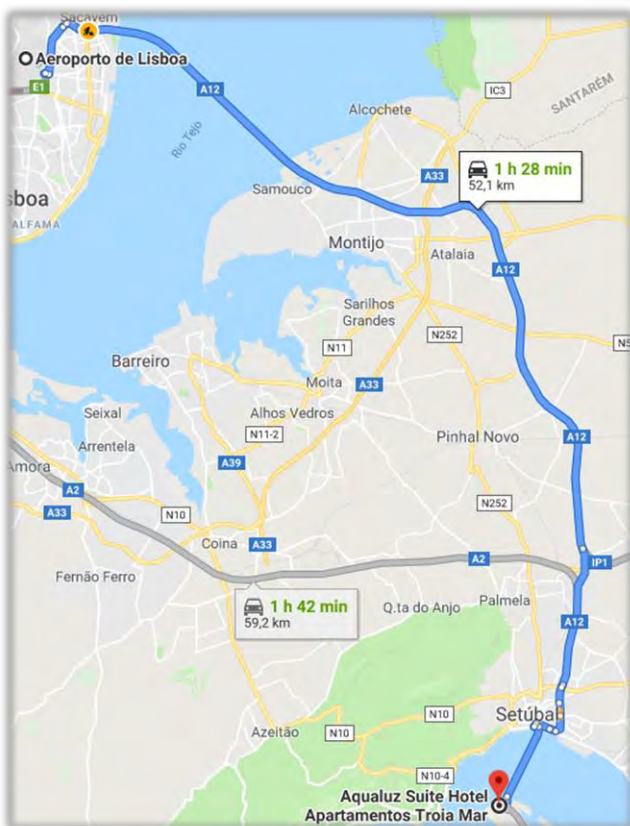 Sacavém
Aeroporto de Lisboa
E1
A12
Rio Tejo
IC3
SANTARÉM
Alcochete
A33
1 h 28 min
52,1 km
Samouco
isboa
ALFAMA
Montijo
Atalaia
A12
Sarilhos
Grandes
N252
N11
Barreiro
Moita
A33
Seixal
Alhos Vedros
Arrentela
N11-2
Pinhal Novo
A12
Amora
A2
A39
N10
N252
A33
Coina
A33
A2
IP1
Fernão Ferro
1 h 42 min
59,2 km
Q.ta do Anjo
Palmela
A12
Setúbal
N10
N10
Azeitão
N10-4
Aqualuz Suite Hotel
Apartamentos Troia Mar